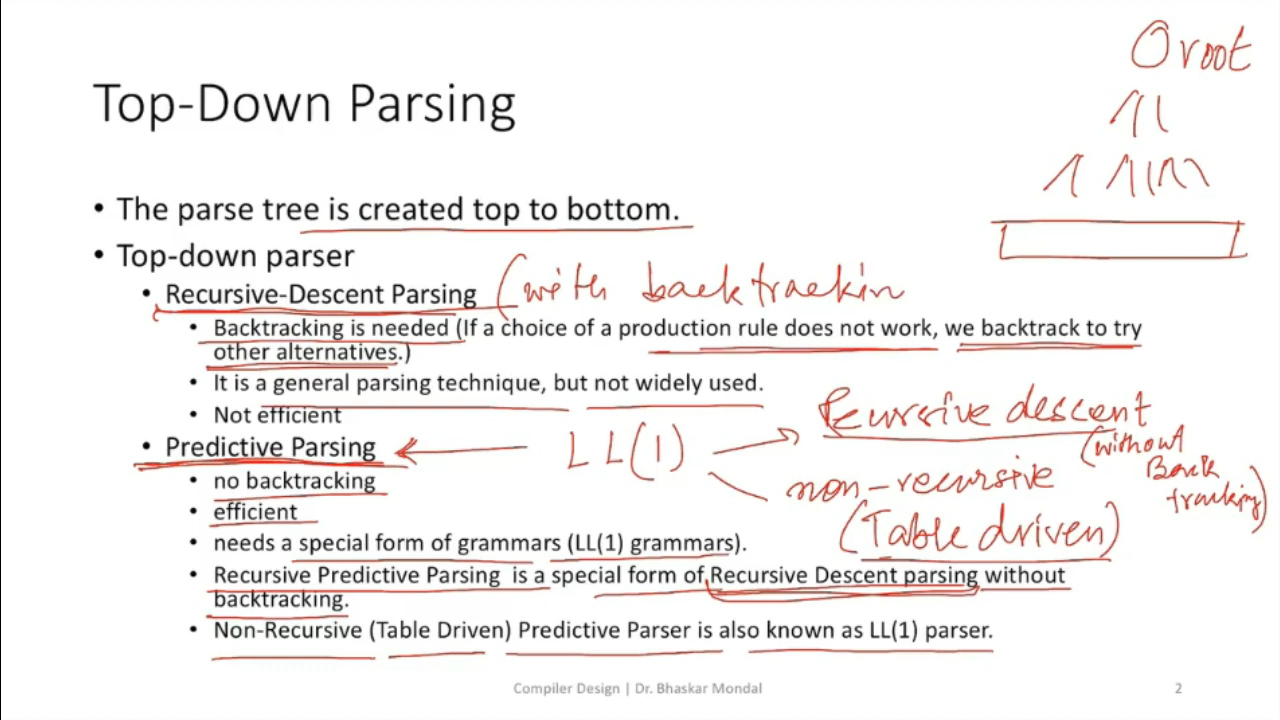 root
Top-Down Parsing
• The parse tree is created top to bottom.
• Top-down parser
• Recursive-Descent Parsing (with backtrackin
• Backtracking is needed (If a choice of a production rule does not work, we backtrack to try
other alternatives.)
• It is a general parsing technique, but not widely used.
• Not efficient
Recursive descent
(without
Back
tracking)
• Predictive Parsing
LL(1)
non-recursive
(Table driven)
• no backtracking
• efficient
• needs a special form of grammars (LL(1) grammars).
• Recursive Predictive Parsing is a special form of Recursive Descent parsing without
backtracking.
• Non-Recursive (Table Driven) Predictive Parser is also known as LL(1) parser.
Compiler Design | Dr. Bhaskar Mondal
2